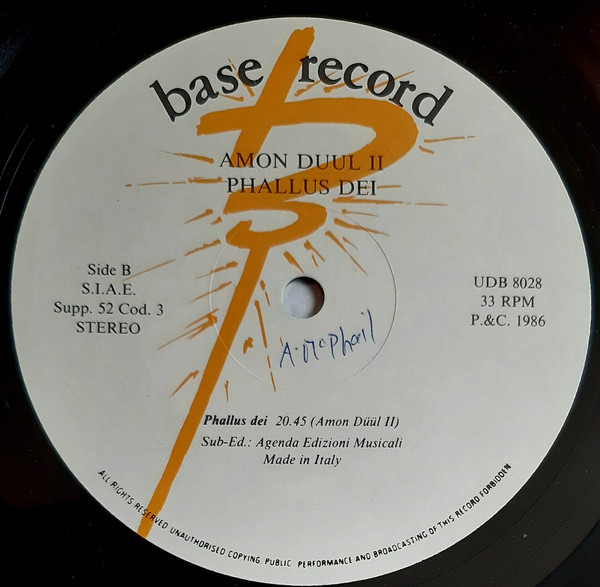 base record
AMON DUUL II
PHALLUS DEI
Side B
S.I.A.E.
Supp. 52 Cod. 3
STEREO
UDB 8028
33 RPM
P.&C. 1986
A. McPhail
Phallus dei 20.45 (Amon Düül II)
Sub-Ed.: Agenda Edizioni Musicali
Made in Italy
ALL RIGHTS RESERVED UNAUTHORISED COPYING, PUBLIC PERFORMANCE AND BROADCASTING OF THIS RECORD FORBIDDEN